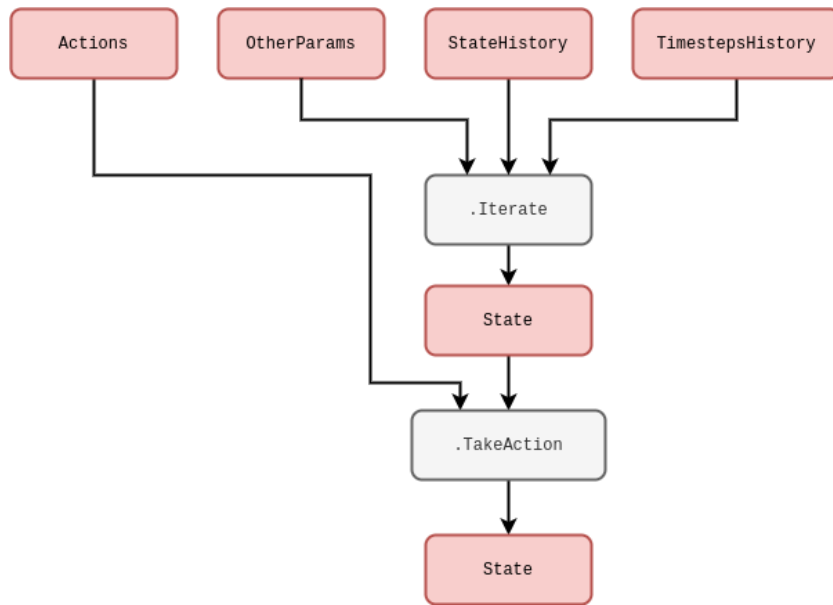 Actions
OtherParams
StateHistory
TimestepsHistory
.Iterate
State
.TakeAction
State